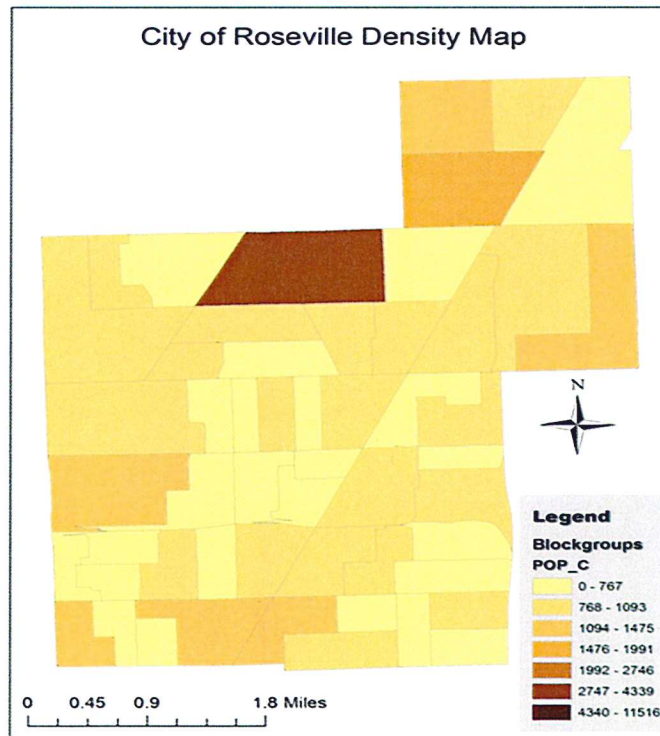 City of Roseville Density Map
N
Legend
Blockgroups
POP_C
0 - 767
768 - 1093
1094 - 1475
1476 - 1991
1992 - 2746
2747 - 4339
4340 - 11516
0 0.45 0.9 1.8 Miles